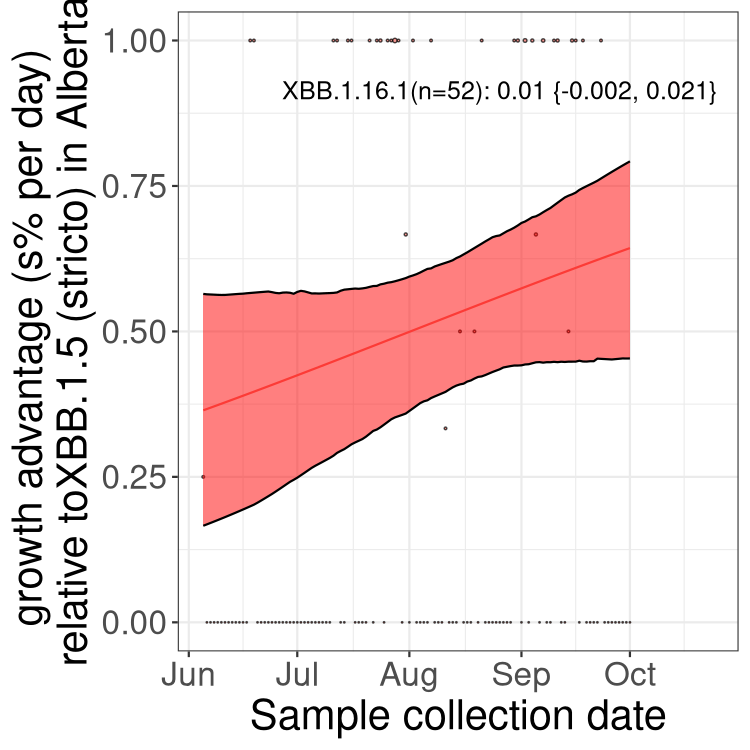 growth advantage (s% per day)
relative toXBB.1.5 (stricto) in Alberta
1.00
0.75
0.50
0.25
0.00
XBB.1.16.1(n=52): 0.01 {-0.002, 0.021}
Jun Jul Aug Sep Oct
Sample collection date